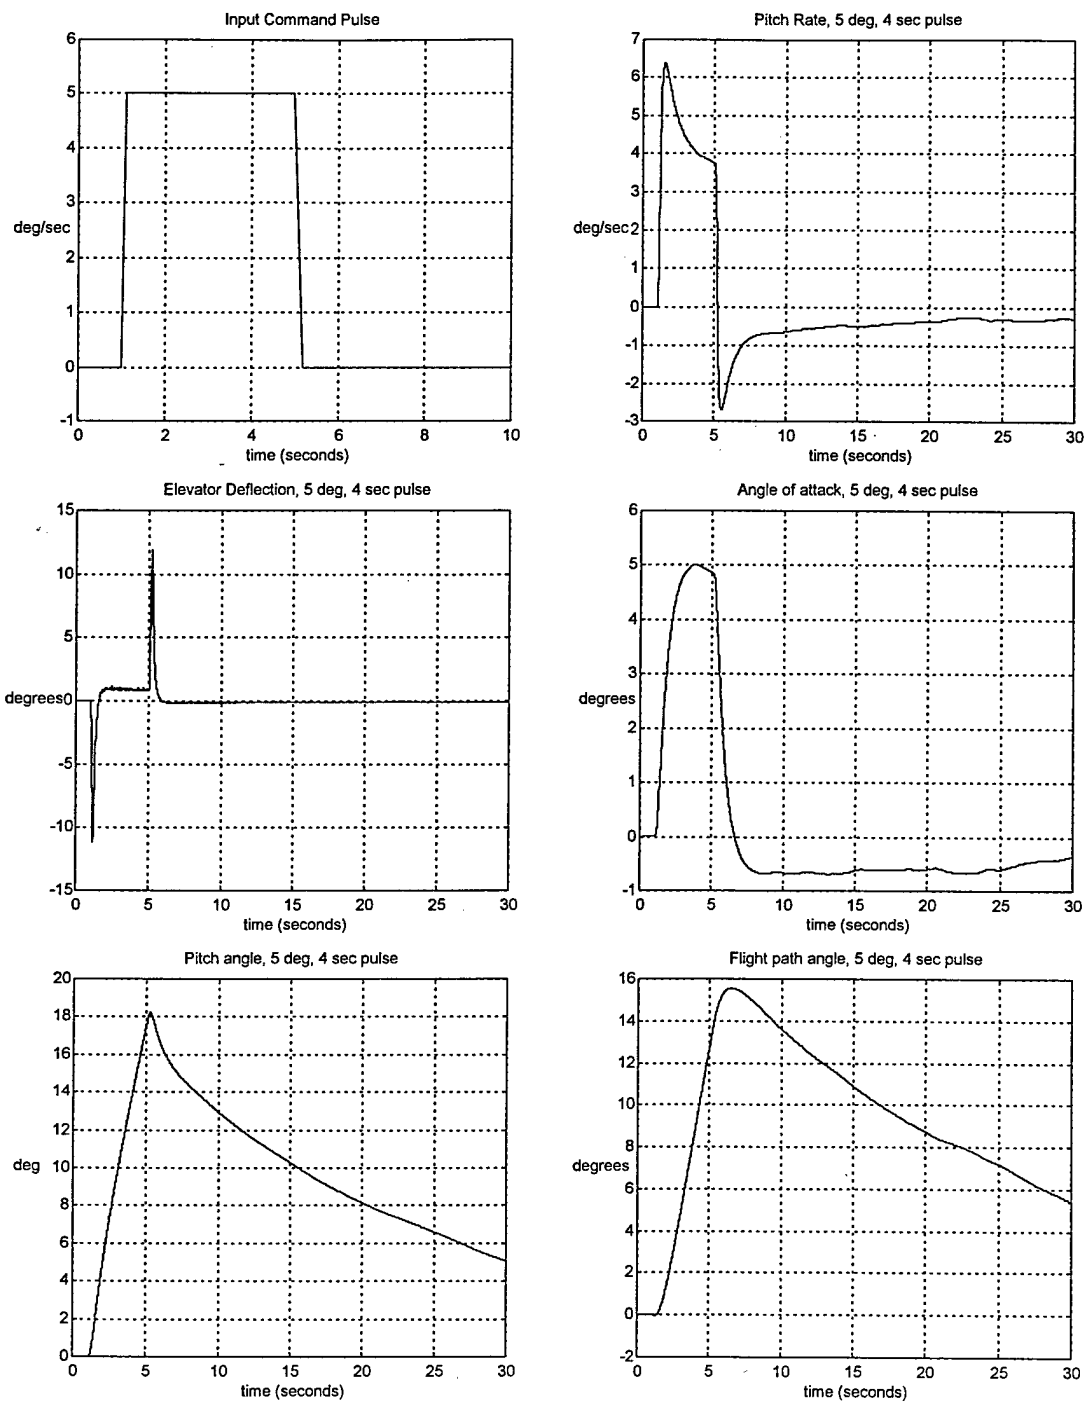 Input Command Pulse
6
5
4
3
deg/sec
2
1
0
-1
0 2 4 6 8 10
time (seconds)
Pitch Rate, 5 deg, 4 sec pulse
7
6
5
4
3
deg/sec2
1
0
-1
-2
-3
0 5 10 15 20 25 30
time (seconds)
Elevator Deflection, 5 deg, 4 sec pulse
15
10
5
degrees0
-5
-10
-15
0 5 10 15 20 25 30
time (seconds)
Angle of attack, 5 deg, 4 sec pulse
6
5
4
3
degrees
2
1
0
-1
0 5 10 15 20 25 30
time (seconds)
Pitch angle, 5 deg, 4 sec pulse
20
18
16
14
12
deg 10
8
6
4
2
0
0 5 10 15 20 25 30
time (seconds)
Flight path angle, 5 deg, 4 sec pulse
16
14
12
10
8
degrees
6
4
2
0
-2
0 5 10 15 20 25 30
time (seconds)